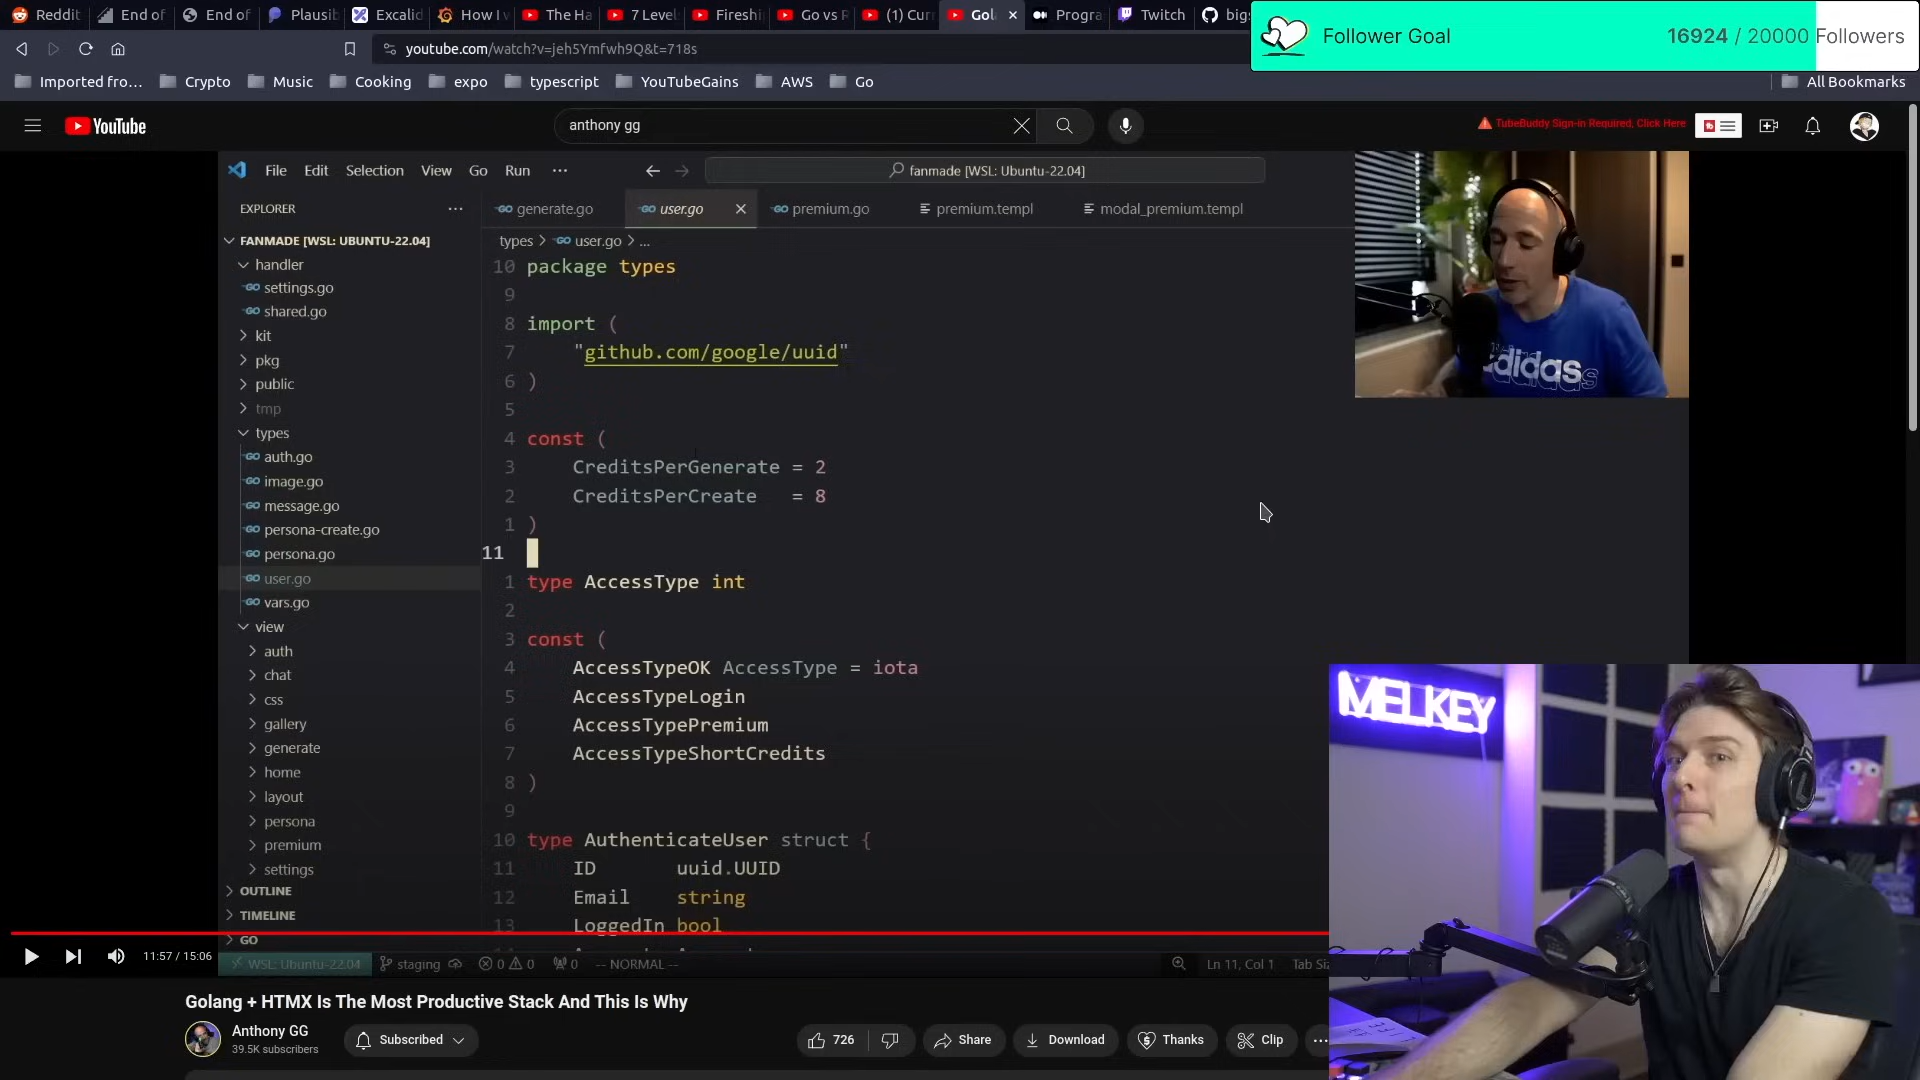 Reddit
End of
End of
Plausib
Excalid
How I v
The Ha
7 Level
Fireship
Go vs R
(1) Curr
Gol
Progra
Twitch
bigs
youtube.com/watch?v=jeh5Ymfwh9Q&t=718s
Follower Goal
16924 / 20000 Followers
Imported fro...
Crypto
Music
Cooking
expo
typescript
YouTubeGains
AWS
Go
All Bookmarks
YouTube
anthony gg
TubeBuddy Sign-in Required, Click Here
File Edit Selection View Go Run ...
fanmade [WSL: Ubuntu-22.04]
EXPLORER
generate.go
user.go
premium.go
premium.templ
modal_premium.templ
FANMADE [WSL: UBUNTU-22.04]
handler
settings.go
shared.go
kit
pkg
public
tmp
types
auth.go
image.go
message.go
persona-create.go
persona.go
user.go
vars.go
view
auth
chat
css
gallery
generate
home
layout
persona
premium
settings
OUTLINE
TIMELINE
GO
types > user.go > ...
10 package types
9
8 import (
7 "github.com/google/uuid"
6 )
5
4 const (
3 CreditsPerGenerate = 2
2 CreditsPerCreate = 8
1 )
11
1 type AccessType int
2
3 const (
4 AccessTypeOK AccessType = iota
5 AccessTypeLogin
6 AccessTypePremium
7 AccessTypeShortCredits
8 )
9
10 type AuthenticateUser struct {
11 ID uuid.UUID
12 Email string
13 LoggedIn bool
adidas
MELKEY
11:57 / 15:06
WSL: Ubuntu-22.04
staging
0 0
0
-- NORMAL --
Ln 11, Col 1
Tab Siz
Golang + HTMX Is The Most Productive Stack And This Is Why
Anthony GG
39.5K subscribers
Subscribed
726
Share
Download
Thanks
Clip
...